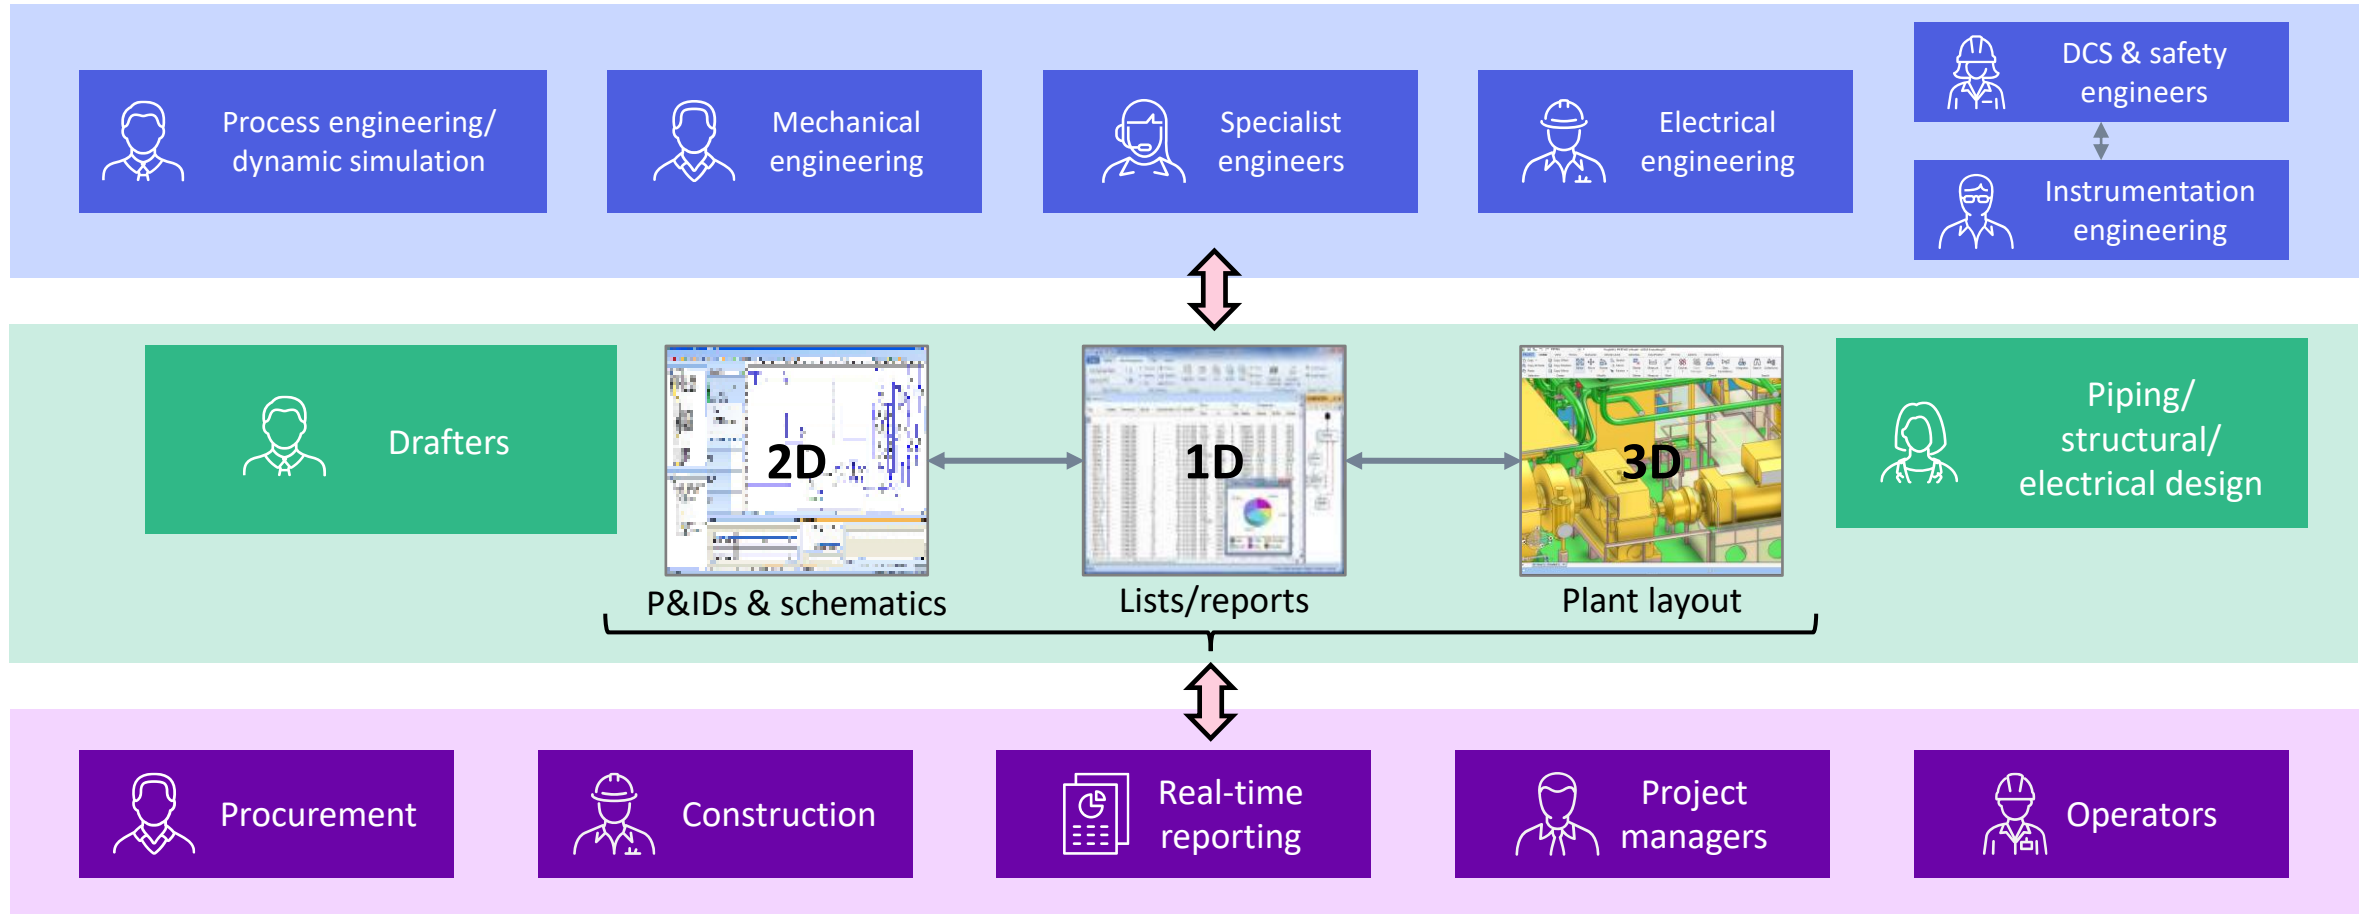 Process engineering/
dynamic simulation
Mechanical
engineering
Specialist
engineers
Electrical
engineering
DCS & safety
engineers
Instrumentation
engineering
Drafters
2D
1D
3D
Piping/
structural/
electrical design
P&IDs & schematics
Lists/reports
Plant layout
Procurement
Construction
Real-time
reporting
Project
managers
Operators